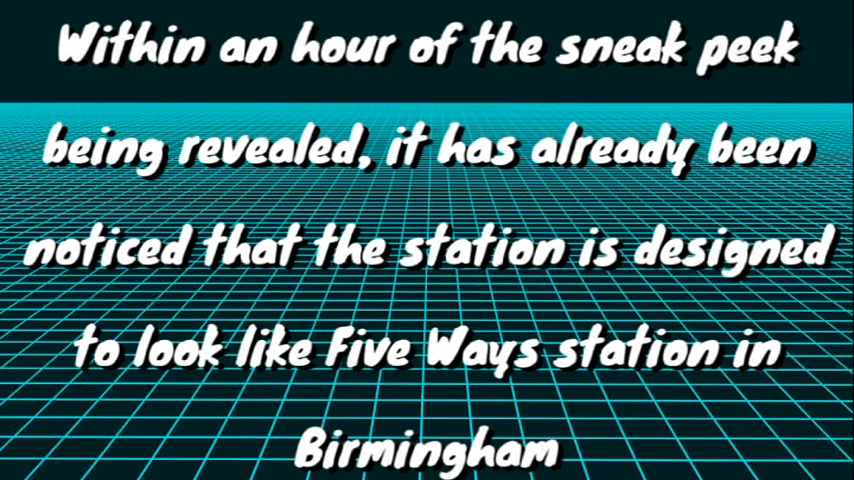 Within an hour of the sneak peek
being revealed, it has already been
noticed that the station is designed
to look like Five Ways station in
Birmingham